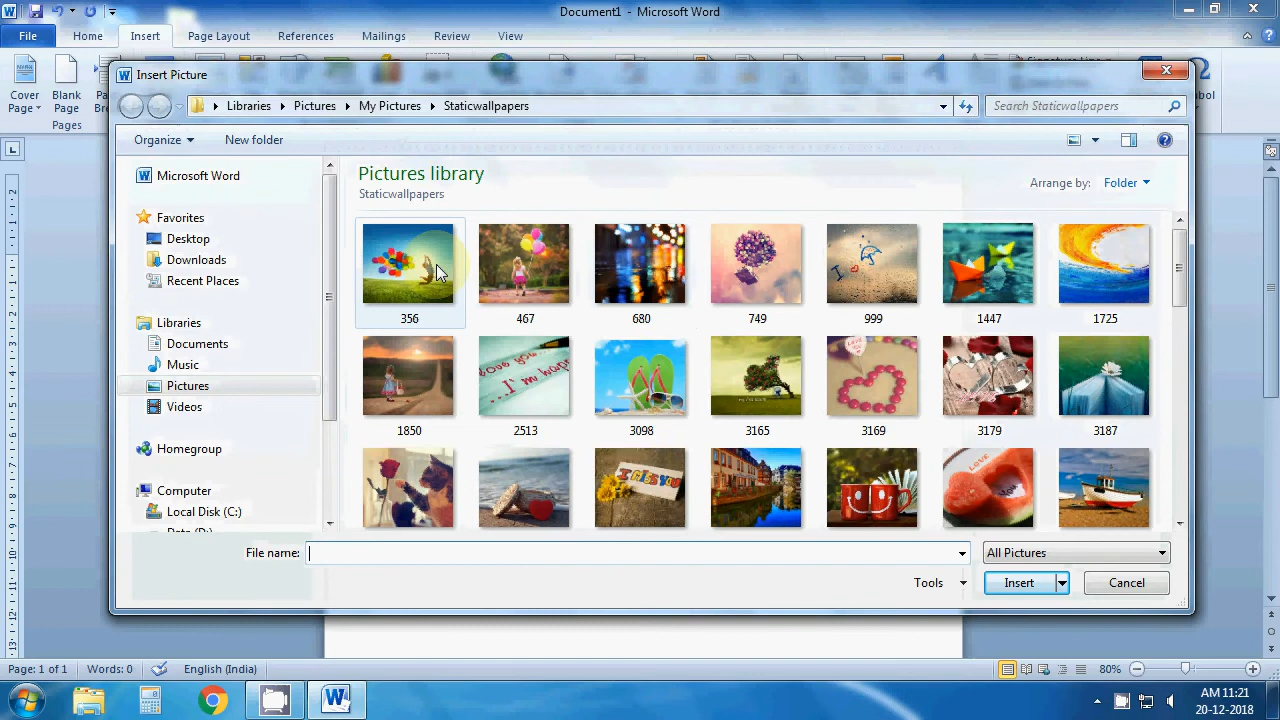 Document1 - Microsoft Word
File Home Insert Page Layout References Mailings Review View
Cover Page
Blank Page
Pages
Insert Picture
Libraries Pictures My Pictures Staticwallpapers
Search Staticwallpapers
Organize New folder
Microsoft Word
Favorites
Desktop
Downloads
Recent Places
Libraries
Documents
Music
Pictures
Videos
Homegroup
Computer
Local Disk (C:)
Pictures library
Staticwallpapers
Arrange by: Folder
356 467 680 749 999 1447 1725
1850 2513 3098 3165 3169 3179 3187
I MISS YOU
LOVE
File name:
All Pictures
Tools Insert Cancel
Page: 1 of 1 Words: 0 English (India) 80%
AM 11:21
20-12-2018